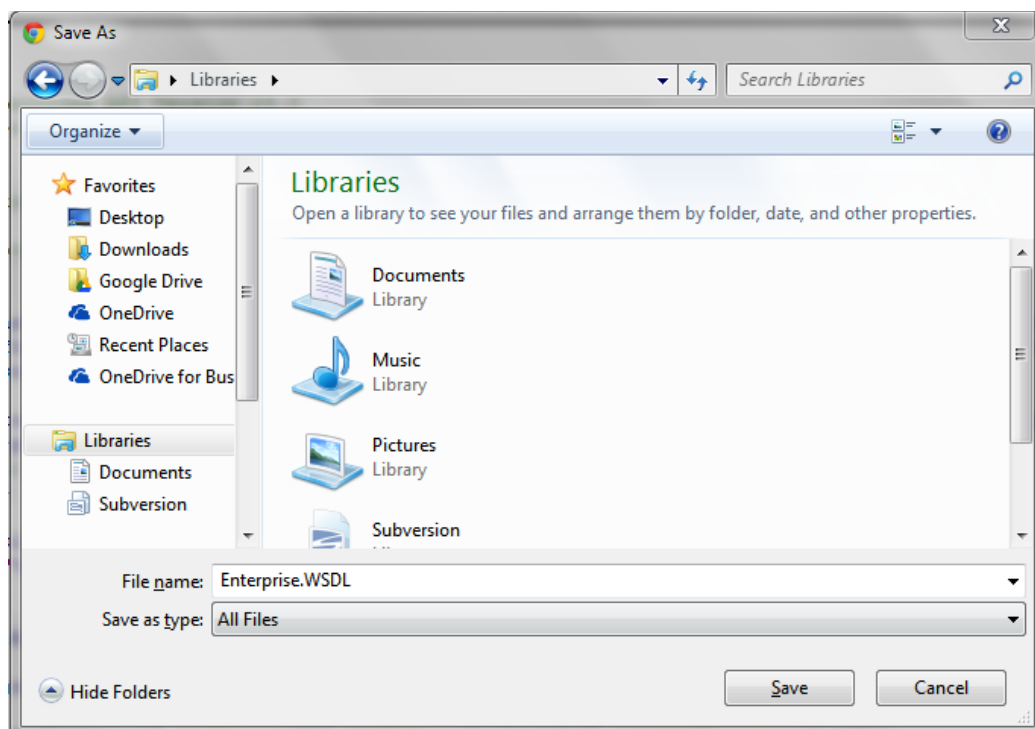 Save As
Libraries
Search Libraries
Organize
Favorites
Desktop
Downloads
Google Drive
OneDrive
Recent Places
OneDrive for Bus
Libraries
Documents
Subversion
Libraries
Open a library to see your files and arrange them by folder, date, and other properties.
Documents
Library
Music
Library
Pictures
Library
Subversion
File name: Enterprise.WSDL
Save as type: All Files
Hide Folders
Save Cancel